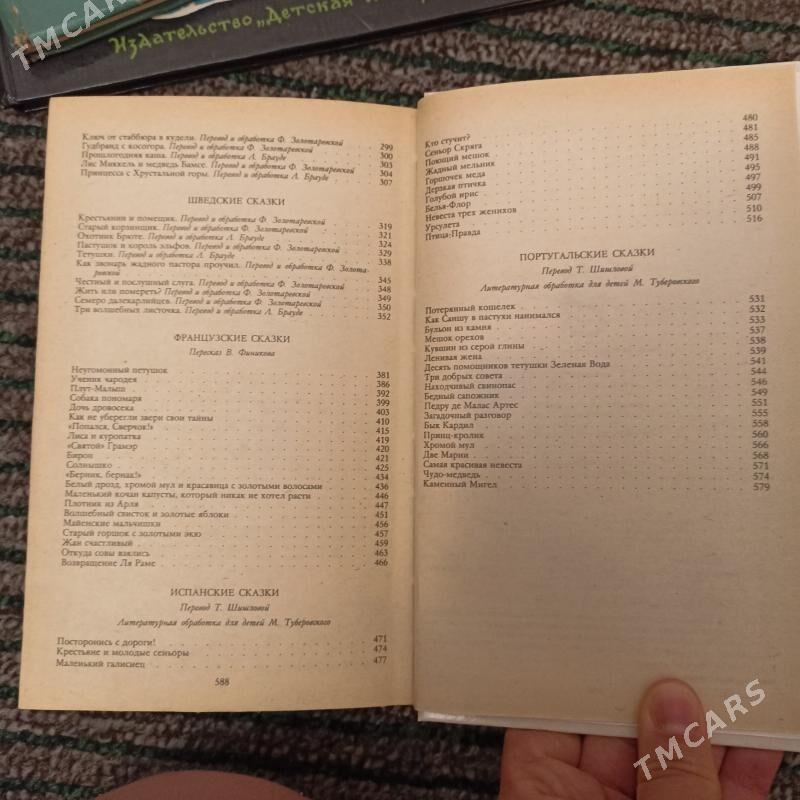 TMCARS
Издательство „Детская
Ключ от стаббюра в кудели. Перевод и обработка Ф. Золотаревской 299
Гудбранд с косогора. Перевод и обработка Ф. Золотаревской 300
Прошлогодняя каша. Перевод и обработка Л. Брауде 303
Лис Миккель и медведь Бамсе. Перевод и обработка Ф. Золотаревской 304
Принцесса с Хрустальной горы. Перевод и обработка Л. Брауде 307
ШВЕДСКИЕ СКАЗКИ
Крестьянин и помещик. Перевод и обработка Ф. Золотаревской 319
Старый корзинщик. Перевод и обработка Ф. Золотаревской 321
Охотник Брюте. Перевод и обработка Л. Брауде 324
Пастушок и король эльфов. Перевод и обработка Ф. Золотаревской 329
Тетушки. Перевод и обработка Л. Брауде 338
Как звонарь жадного пастора проучил. Перевод и обработка Ф. Золота-
ревской 345
Честный и послушный слуга. Перевод и обработка Ф. Золотаревской 348
Жить или помереть? Перевод и обработка Ф. Золотаревской 349
Семеро далекарлийцев. Перевод и обработка Ф. Золотаревской 350
Три волшебных листочка. Перевод и обработка Л. Брауде 352
ФРАНЦУЗСКИЕ СКАЗКИ
Пересказ В. Финикова
Неугомонный петушок 381
Ученик чародея 386
Плут-Малыш 392
Собака пономаря 399
Дочь дровосека 403
Как не уберегли звери свои тайны 410
«Попался, Сверчок!» 415
Лиса и куропатка 419
«Святой» Грамэр 420
Бирон 421
Солнышко 425
«Берник, бернак!» 434
Белый дрозд, хромой мул и красавица с золотыми волосами 436
Маленький кочан капусты, который никак не хотел расти 446
Плотник из Арля 447
Волшебный свисток и золотые яблоки 451
Майенские мальчишки 456
Старый горшок с золотыми экю 457
Жан счастливый 459
Откуда совы взялись 463
Возвращение Ля Раме 466
ИСПАНСКИЕ СКАЗКИ
Перевод Т. Шишловой
Литературная обработка для детей М. Туберовского
Посторонись с дороги! 471
Крестьяне и молодые сеньоры 474
Маленький галисиец 477
588
Кто стучит? 480
Сеньор Скряга 481
Поющий мешок 485
Жадный мельник 488
Горшочек меда 491
Дерзкая птичка 495
Голубой ирис 497
Белья-Флор 499
Невеста трех женихов 507
Урсулета 510
Птица-Правда 516
ПОРТУГАЛЬСКИЕ СКАЗКИ
Перевод Т. Шишловой
Литературная обработка для детей М. Туберовского
Потерянный кошелек 531
Как Саншу в пастухи нанимался 532
Бульон из камня 533
Мешок орехов 537
Кувшин из серой глины 538
Ленивая жена 539
Десять помощников тетушки Зеленая Вода 541
Три добрых совета 544
Находчивый свинопас 546
Бедный сапожник 549
Педру де Малас Артес 551
Загадочный разговор 555
Бык Кардил 558
Принц-кролик 560
Хромой мул 566
Две Марии 568
Самая красивая невеста 571
Чудо-медведь 574
Каменный Мигел 579
TMCARS